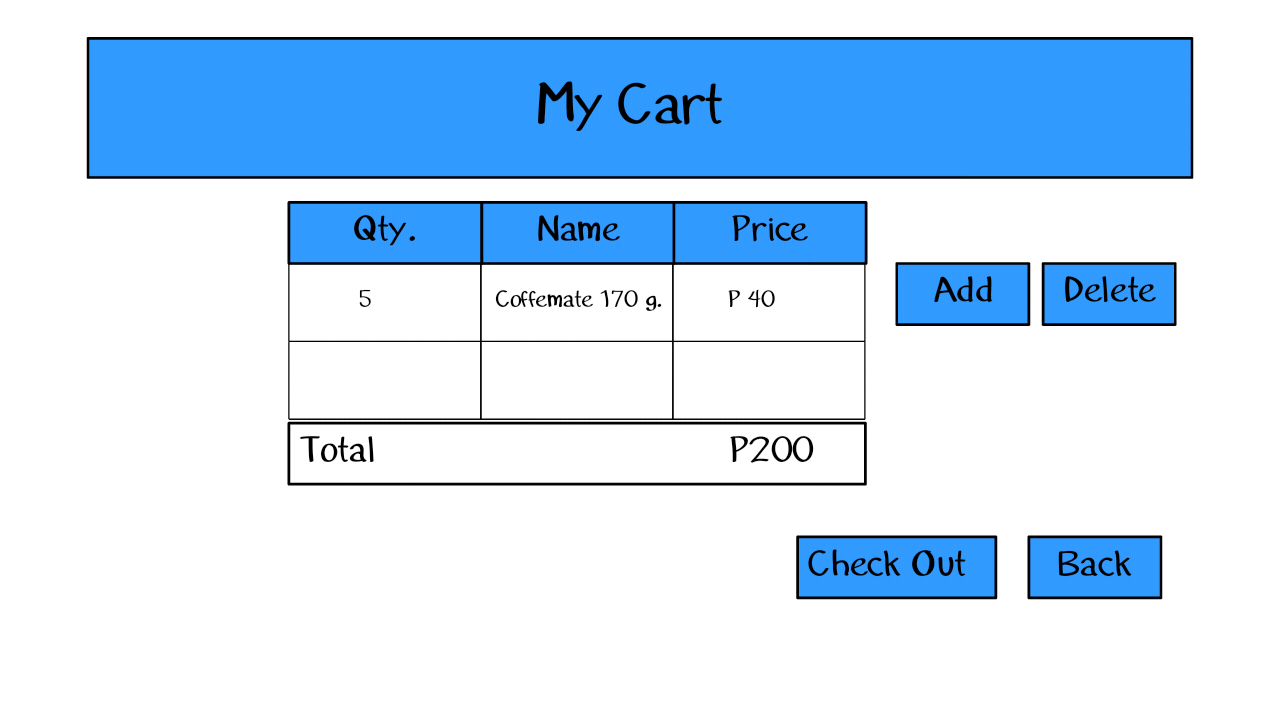 My Cart
Qty. Name Price
5 Coffemate 170 g. P 40
Add Delete
Total P200
Check Out Back